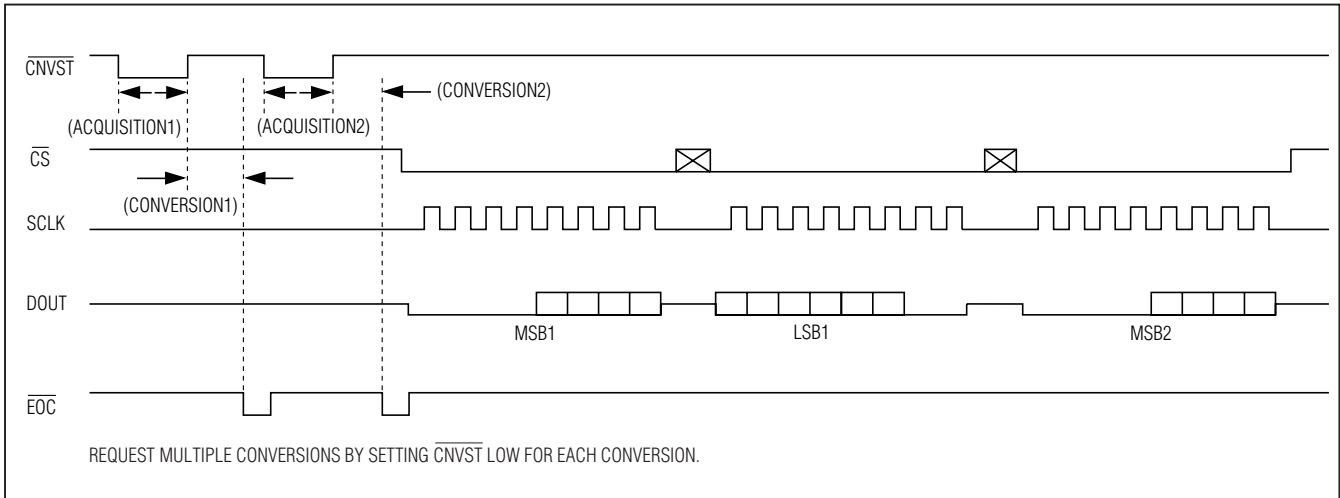 CNVST
(CONVERSION2)
(ACQUISITION1)
(ACQUISITION2)
CS
(CONVERSION1)
SCLK
DOUT
MSB1
LSB1
MSB2
EOC
REQUEST MULTIPLE CONVERSIONS BY SETTING CNVST LOW FOR EACH CONVERSION.